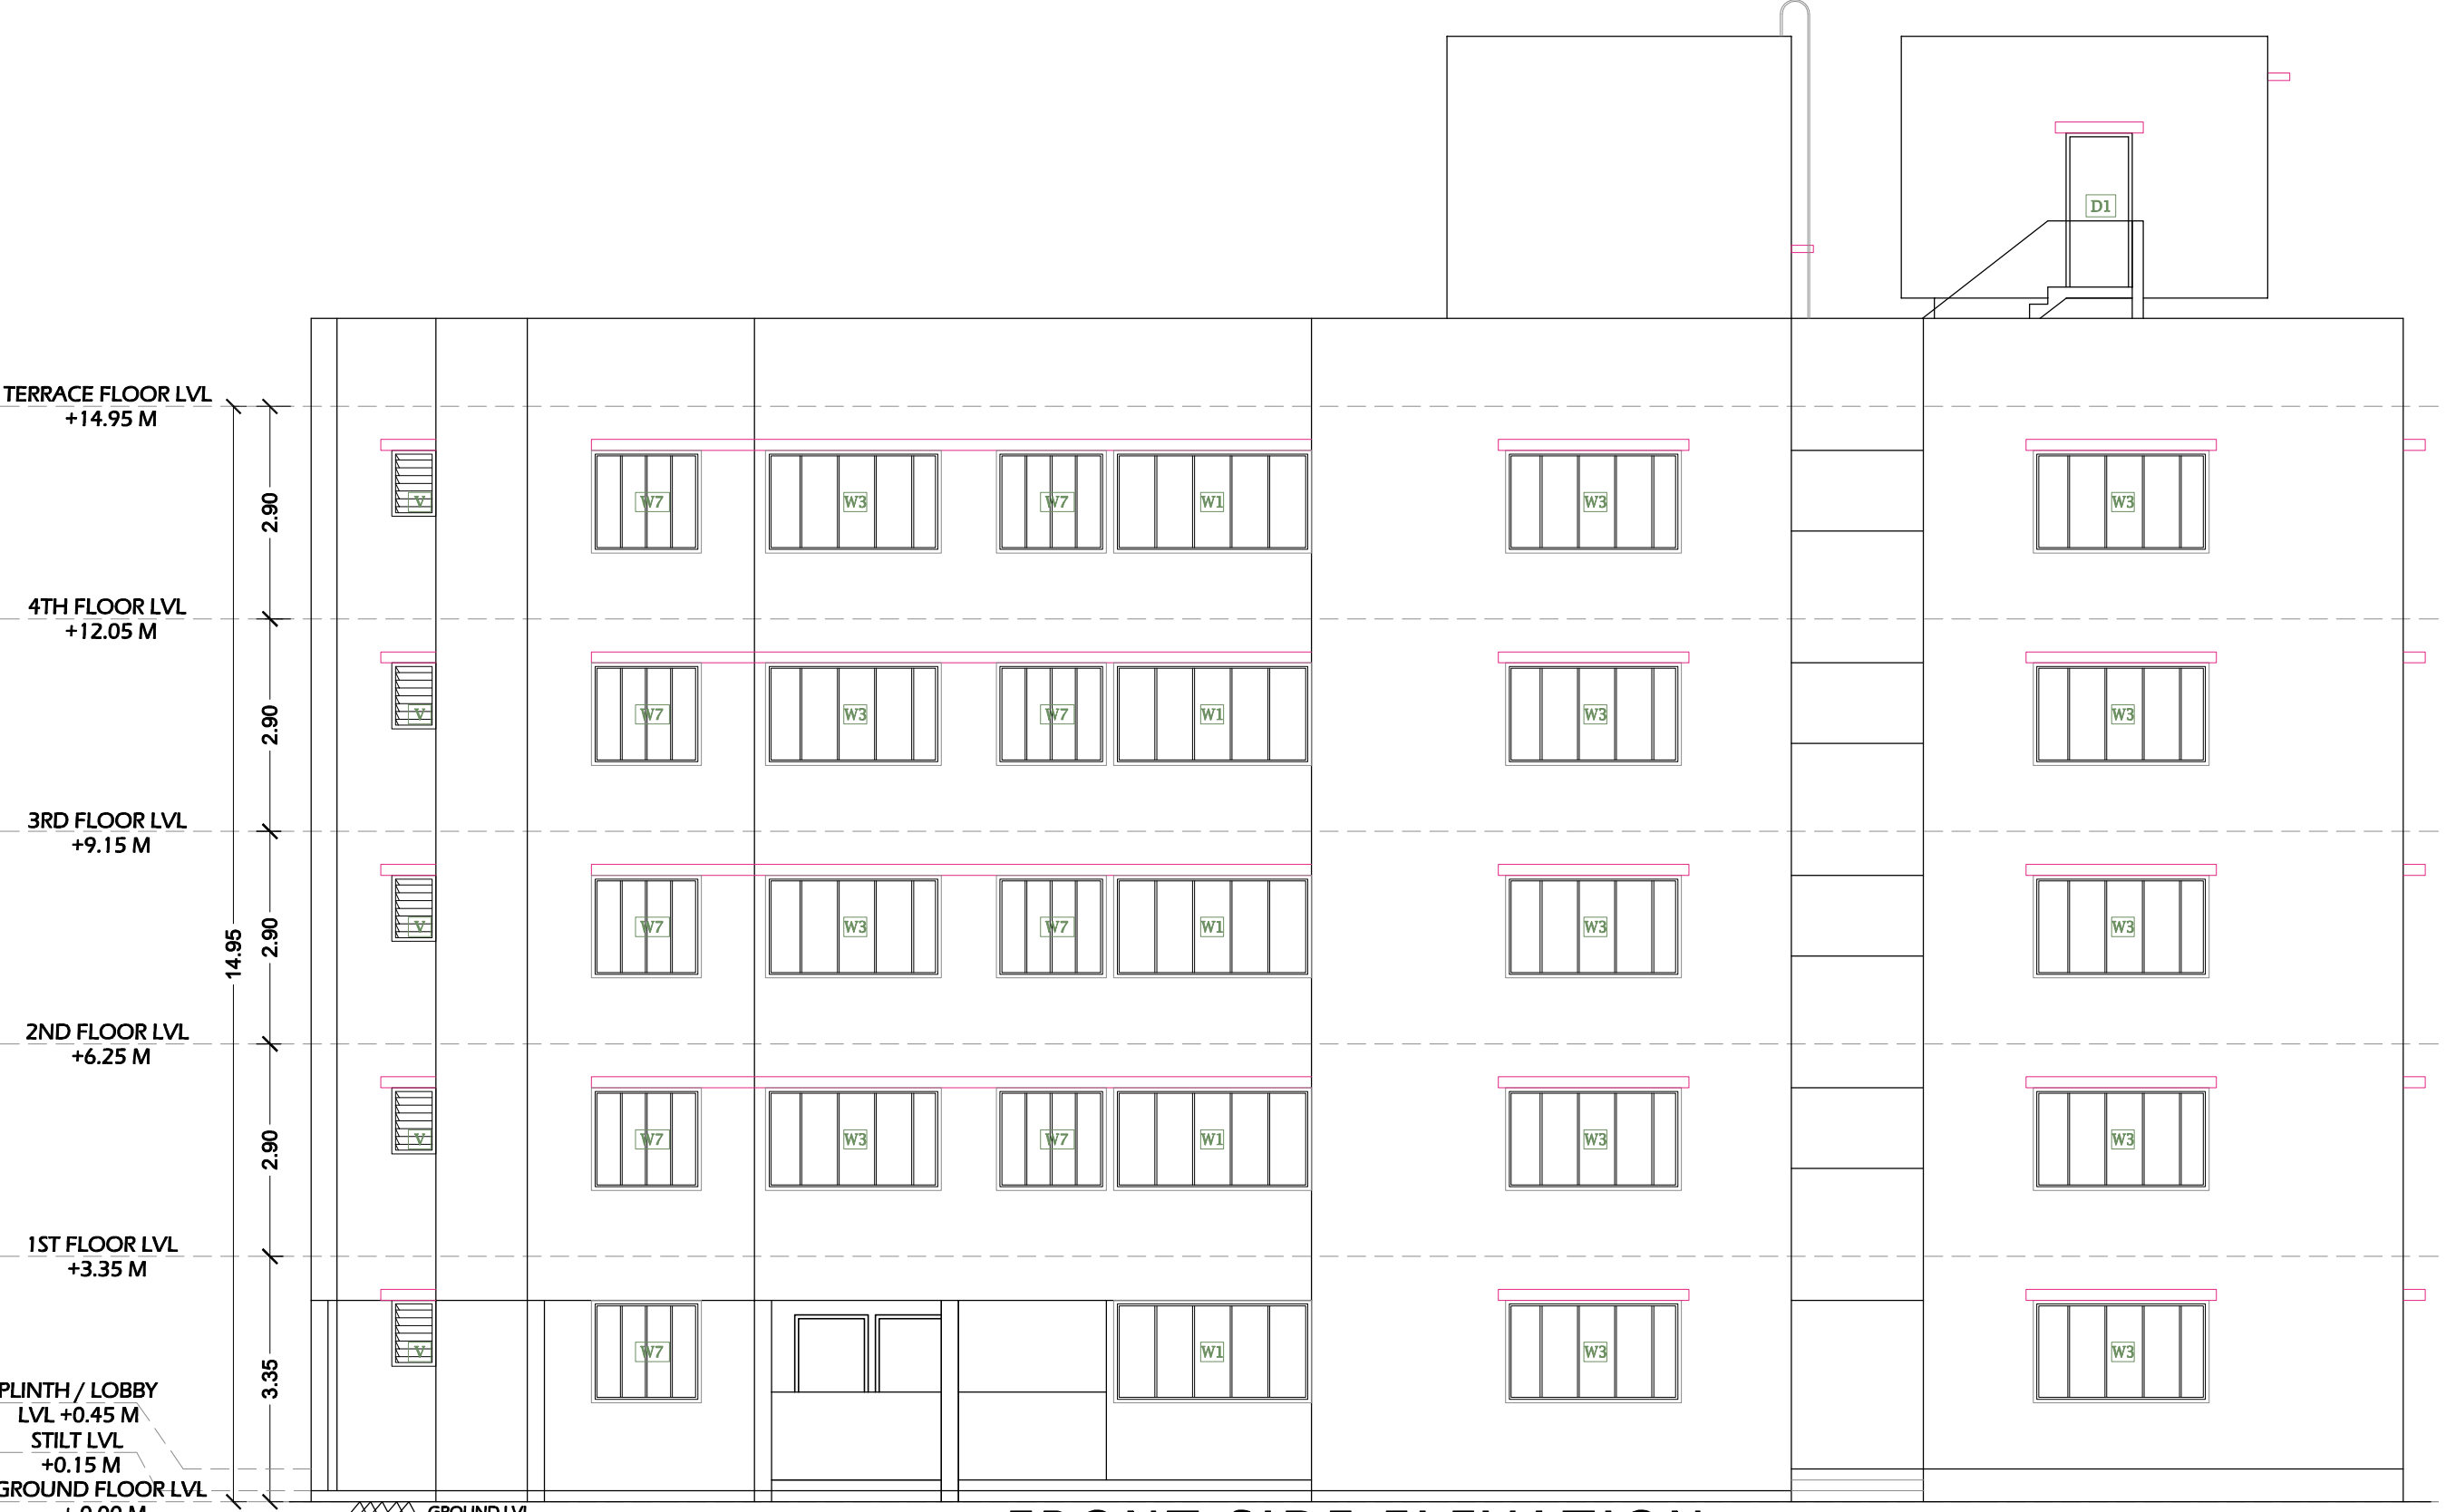 D1
TERRACE FLOOR LVL
+14.95 M
2.90
V W7 W3 W7 W1 W3 W3
4TH FLOOR LVL
+12.05 M
2.90
V W7 W3 W7 W1 W3 W3
3RD FLOOR LVL
+9.15 M
14.95
2.90
V W7 W3 W7 W1 W3 W3
2ND FLOOR LVL
+6.25 M
2.90
V W7 W3 W7 W1 W3 W3
1ST FLOOR LVL
+3.35 M
3.35
V W7 W1 W3 W3
PLINTH / LOBBY
LVL +0.45 M
STILT LVL
+0.15 M
GROUND FLOOR LVL
GROUND LVL